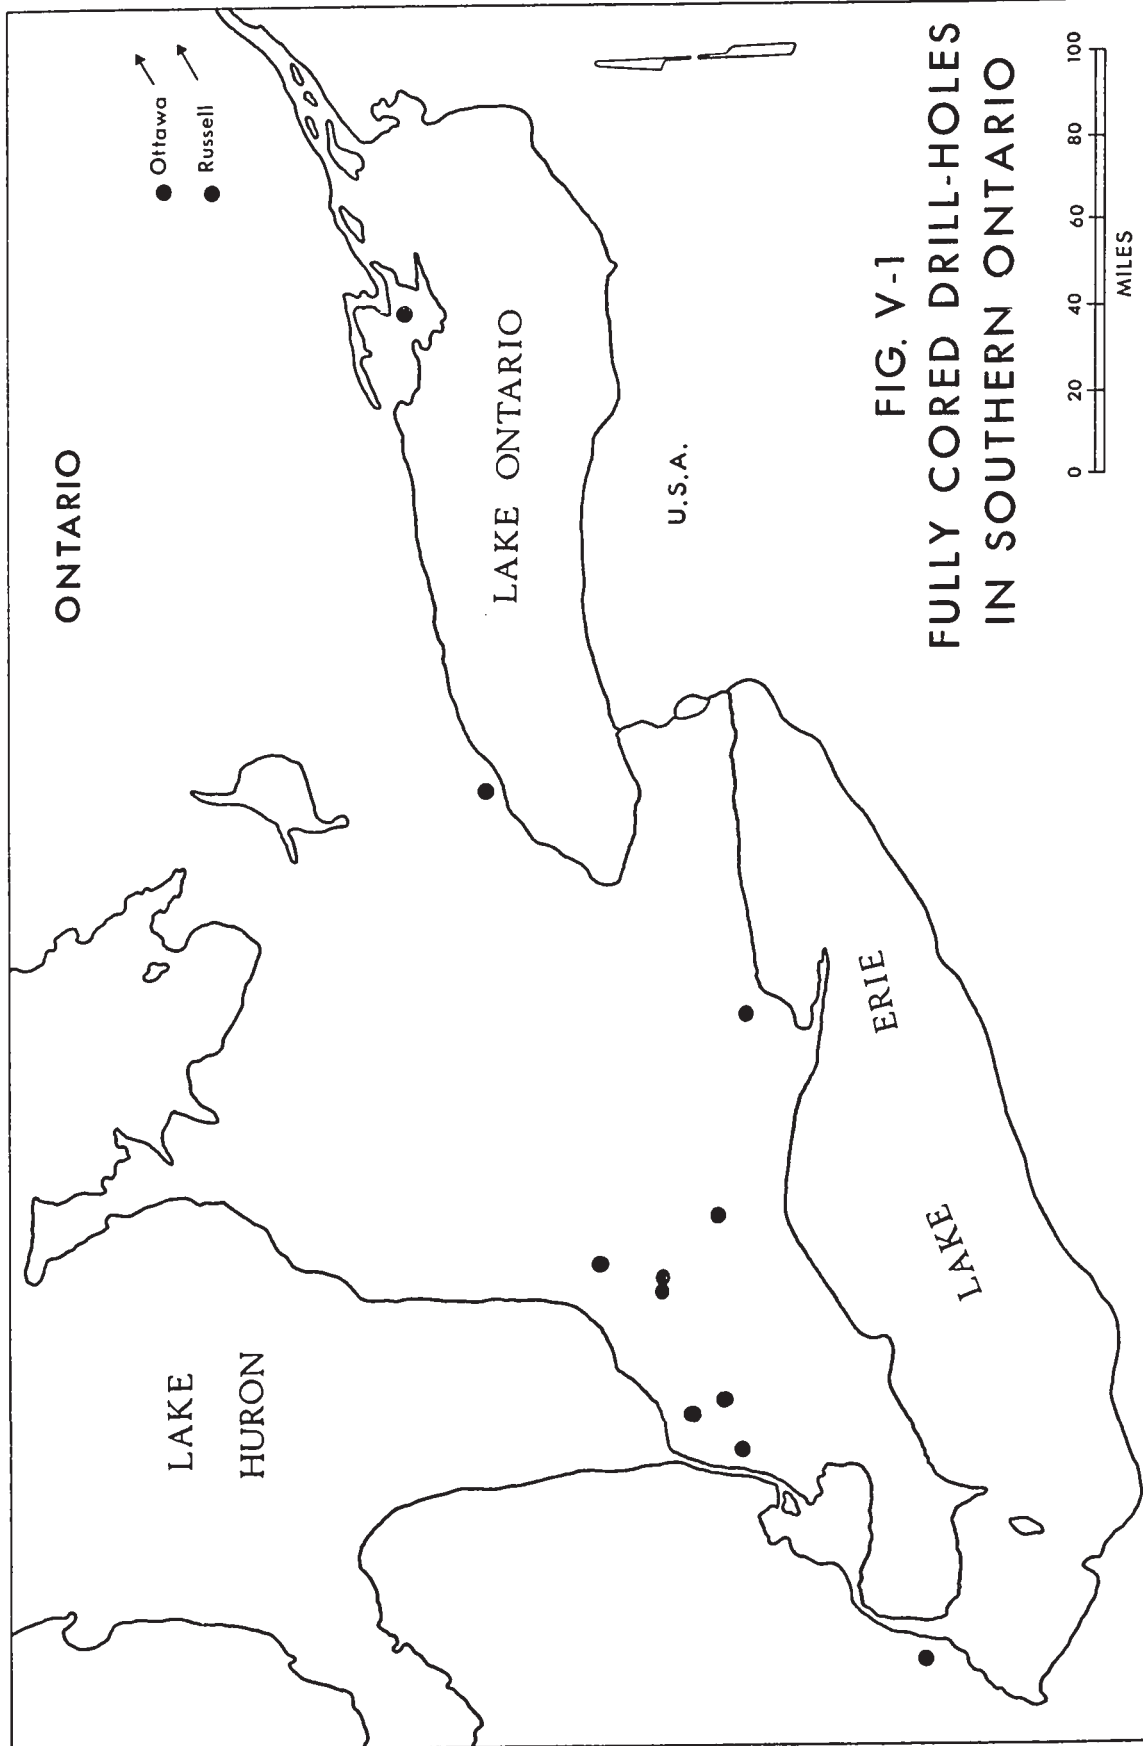 ONTARIO
Ottawa
Russell
LAKE
HURON
LAKE ONTARIO
U.S.A.
LAKE ERIE
FIG. V-1
FULLY CORED DRILL-HOLES
IN SOUTHERN ONTARIO
0 20 40 60 80 100
MILES